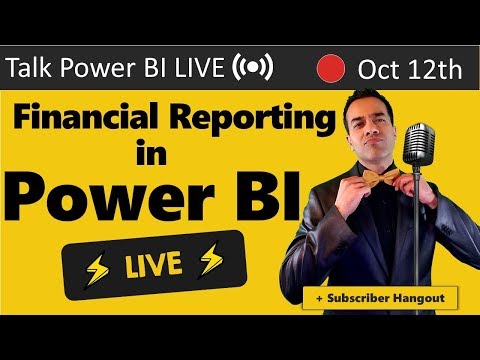 Talk Power BI LIVE
Oct 12th
Financial Reporting
in
Power BI
LIVE
+ Subscriber Hangout